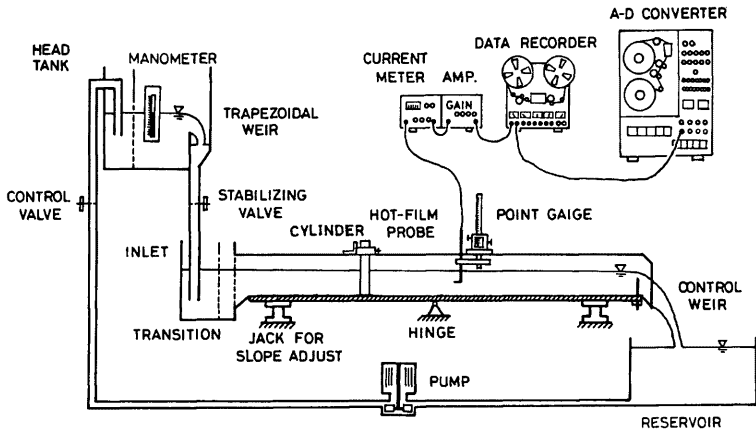 A-D CONVERTER
HEAD
TANK
MANOMETER
CURRENT
METER
AMP.
DATA RECORDER
GAIN
TRAPEZOIDAL
WEIR
CONTROL
VALVE
STABILIZING
VALVE
CYLINDER
HOT-FILM
PROBE
POINT GAIGE
INLET
CONTROL
WEIR
TRANSITION
JACK FOR
SLOPE ADJUST
HINGE
PUMP
RESERVOIR